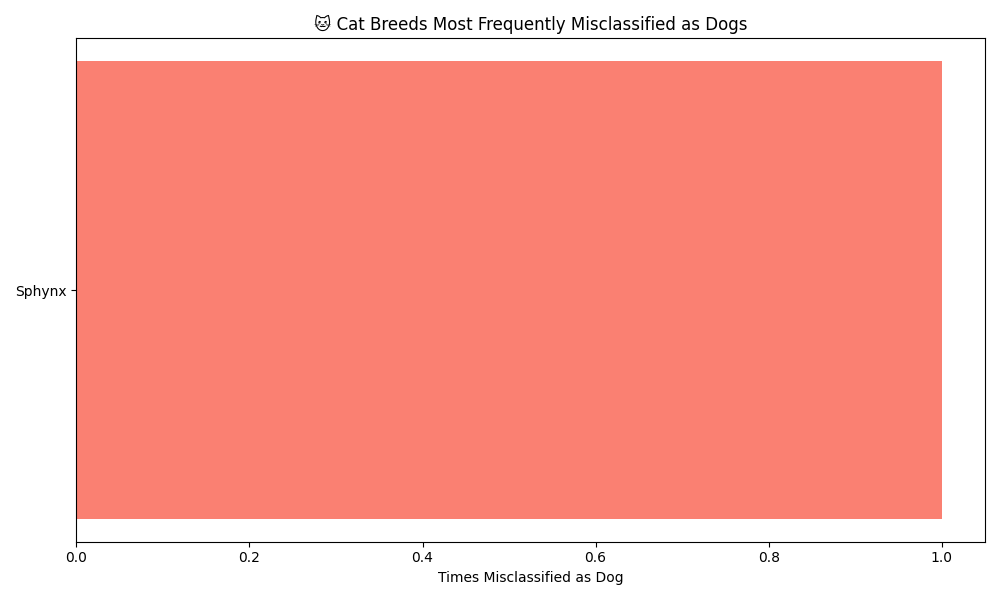 🐱 Cat Breeds Most Frequently Misclassified as Dogs
Sphynx
0.0 0.2 0.4 0.6 0.8 1.0
Times Misclassified as Dog